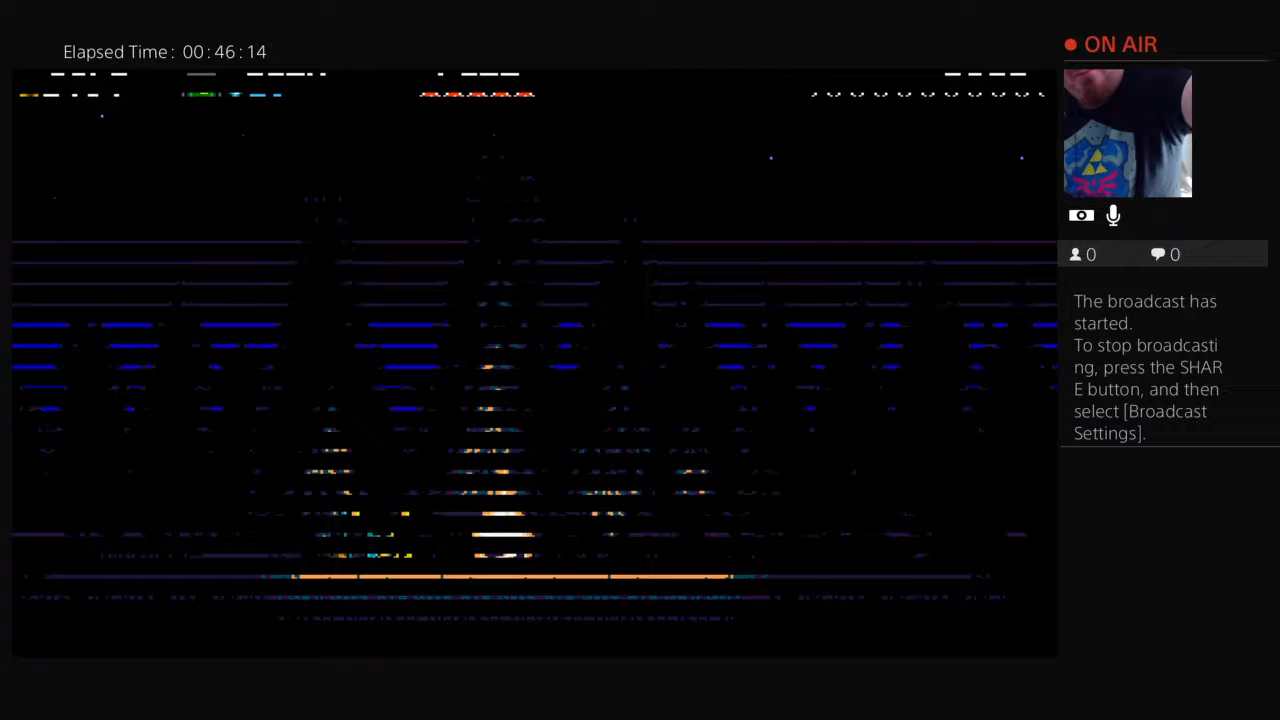 Elapsed Time: 00:46:14
ON AIR
0
0
The broadcast has
started.
To stop broadcasti
ng, press the SHAR
E button, and then
select [Broadcast
Settings].